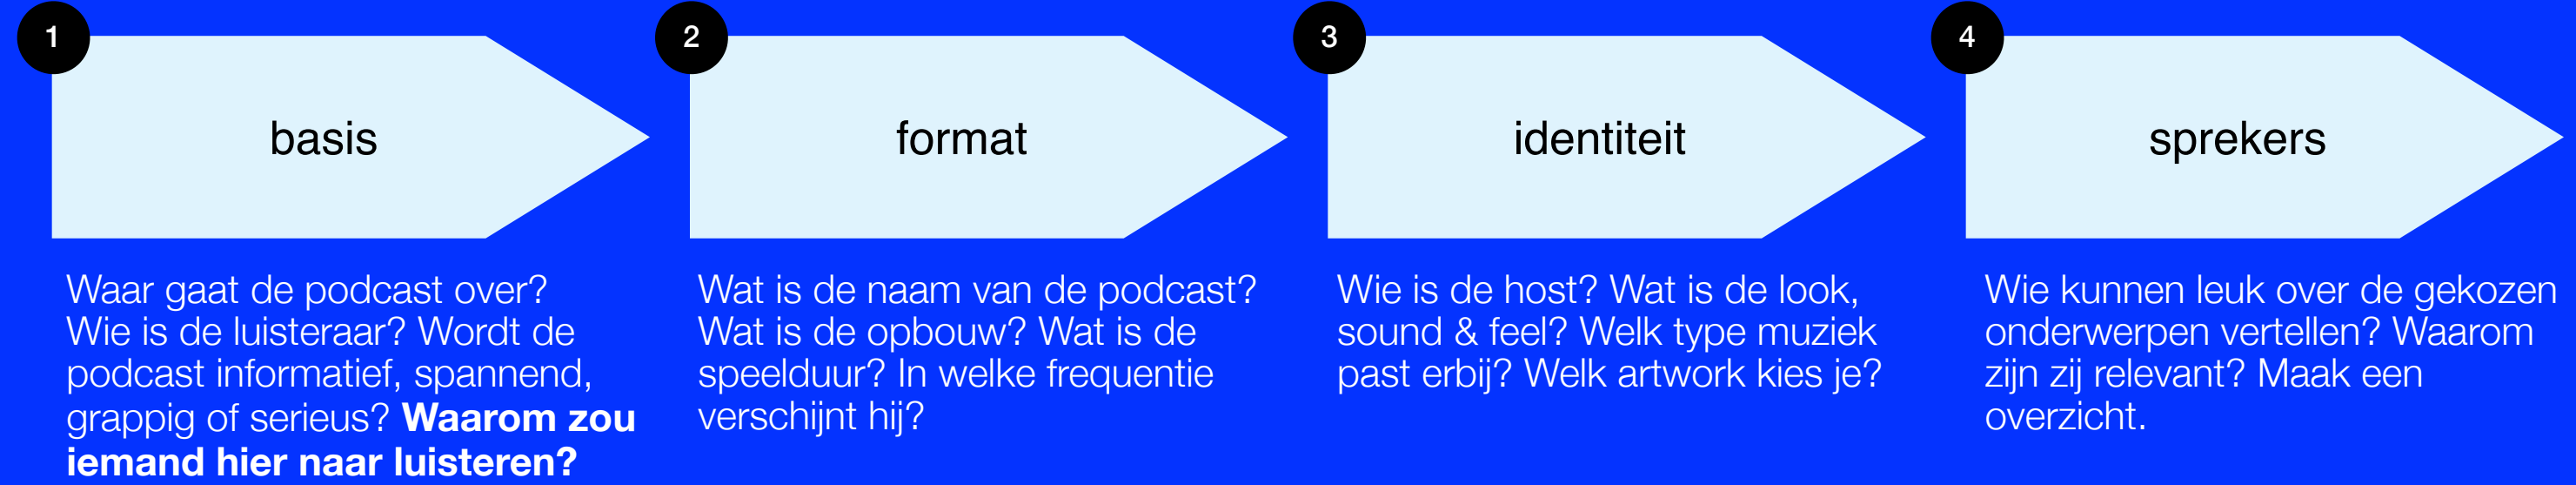 1
basis
Waar gaat de podcast over?
Wie is de luisteraar? Wordt de
podcast informatief, spannend,
grappig of serieus? Waarom zou
iemand hier naar luisteren?
2
format
Wat is de naam van de podcast?
Wat is de opbouw? Wat is de
speelduur? In welke frequentie
verschijnt hij?
3
identiteit
Wie is de host? Wat is de look,
sound & feel? Welk type muziek
past erbij? Welk artwork kies je?
4
sprekers
Wie kunnen leuk over de gekozen
onderwerpen vertellen? Waarom
zijn zij relevant? Maak een
overzicht.